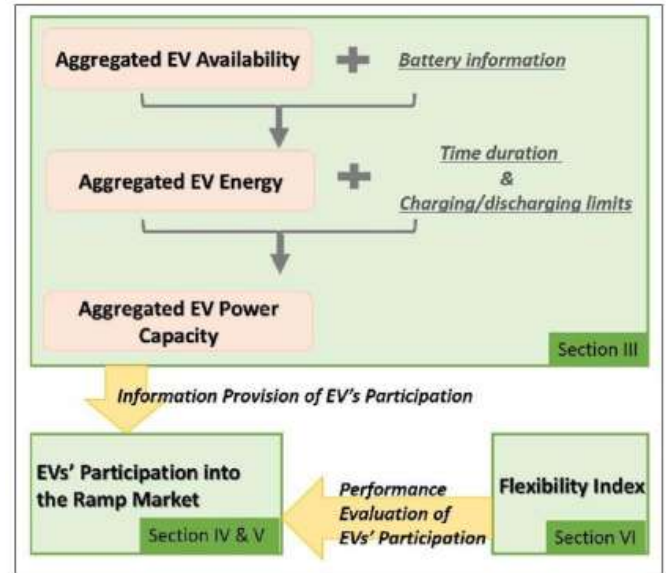 Aggregated EV Availability
Battery information
Aggregated EV Energy
Time duration
&
Charging/discharging limits
Aggregated EV Power
Capacity
Section III
Information Provision of EV's Participation
EVs' Participation into
the Ramp Market
Section IV & V
Performance
Evaluation of
EVs' Participation
Flexibility Index
Section VI